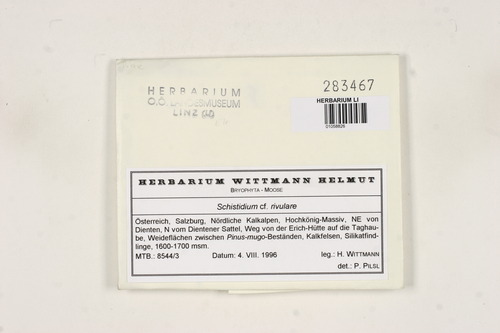 283467
HERBARIUM
O.Ö. LANDESMUSEUM
LINZ
HERBARIUM LI
HERBARIUM WITTMANN HELMUT
BRYOPHYTA - MOOSE
Schistidium cf. rivulare
Österreich, Salzburg, Nördliche Kalkalpen, Hochkönig-Massiv, NE von
Dienten, N vom Dientener Sattel, Weg von der Erich-Hütte auf die Taghau-
be, Weideflächen zwischen Pinus-mugo-Beständen, Kalkfelsen, Silikatfind-
linge, 1600-1700 msm.
MTB.: 8544/3 Datum: 4. VIII. 1996 leg.: H. WITTMANN
det.: P. PILSL